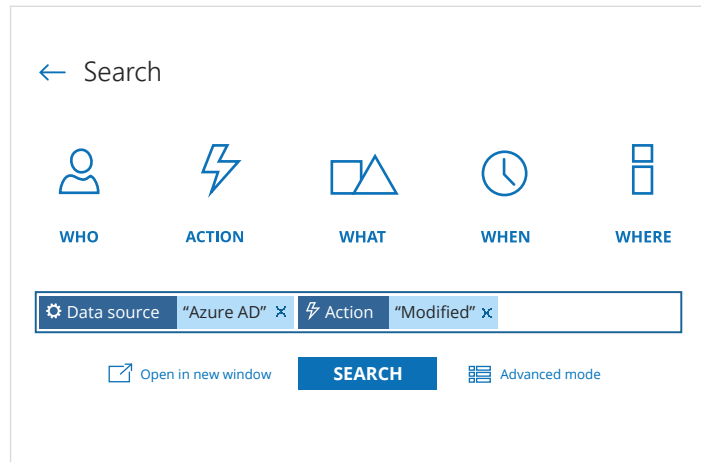 Search
WHO ACTION WHAT WHEN WHERE
Data source “Azure AD” Action “Modified”
Open in new window SEARCH Advanced mode